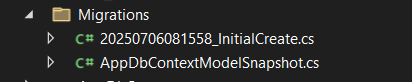 Migrations
C# 20250706081558_InitialCreate.cs
C# AppDbContextModelSnapshot.cs